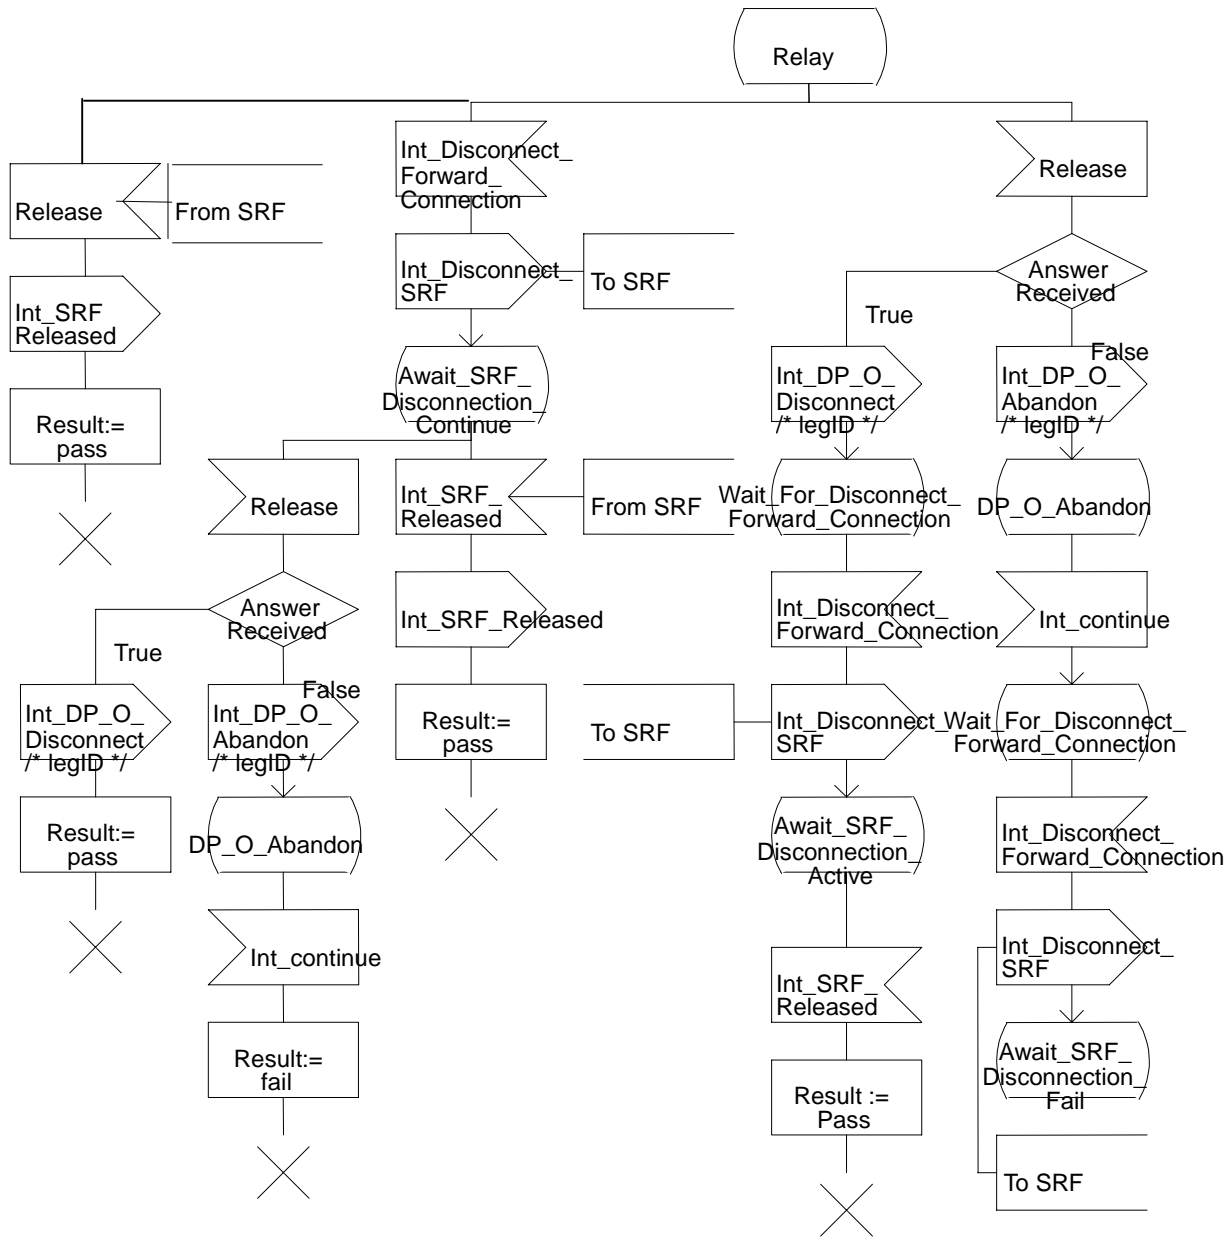 Relay
Release
From SRF
Int_SRF
Released
Result:=
pass
Int_Disconnect_
Forward_
Connection
Int_Disconnect_
SRF
To SRF
Await_SRF_
Disconnection_
Continue
Release
Answer
Received
True
Int_DP_O_
Disconnect
/* legID */
Result:=
pass
False
Int_DP_O_
Abandon
/* legID */
DP_O_Abandon
Int_continue
Result:=
fail
Int_SRF_
Released
From SRF
Int_SRF_Released
Result:=
pass
Release
Answer
Received
True
Int_DP_O_
Disconnect
/* legID */
Wait_For_Disconnect_
Forward_Connection
Int_Disconnect_
Forward_Connection
Int_Disconnect_
SRF
To SRF
Await_SRF_
Disconnection_
Active
Int_SRF_
Released
Result :=
Pass
False
Int_DP_O_
Abandon
/* legID */
DP_O_Abandon
Int_continue
Wait_For_Disconnect_
Forward_Connection
Int_Disconnect_
Forward_Connection
Int_Disconnect_
SRF
Await_SRF_
Disconnection_
Fail
To SRF